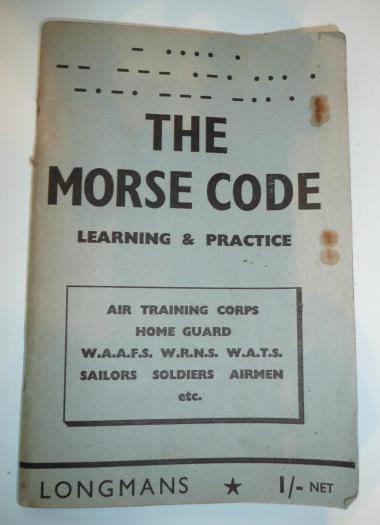 – •••• •
– – – – – • – • ••• •
– • – • – – – – •• •
THE
MORSE CODE
LEARNING & PRACTICE
AIR TRAINING CORPS
HOME GUARD
W.A.A.F.S. W.R.N.S. W.A.T.S.
SAILORS SOLDIERS AIRMEN
etc.
LONGMANS ★ 1/- NET